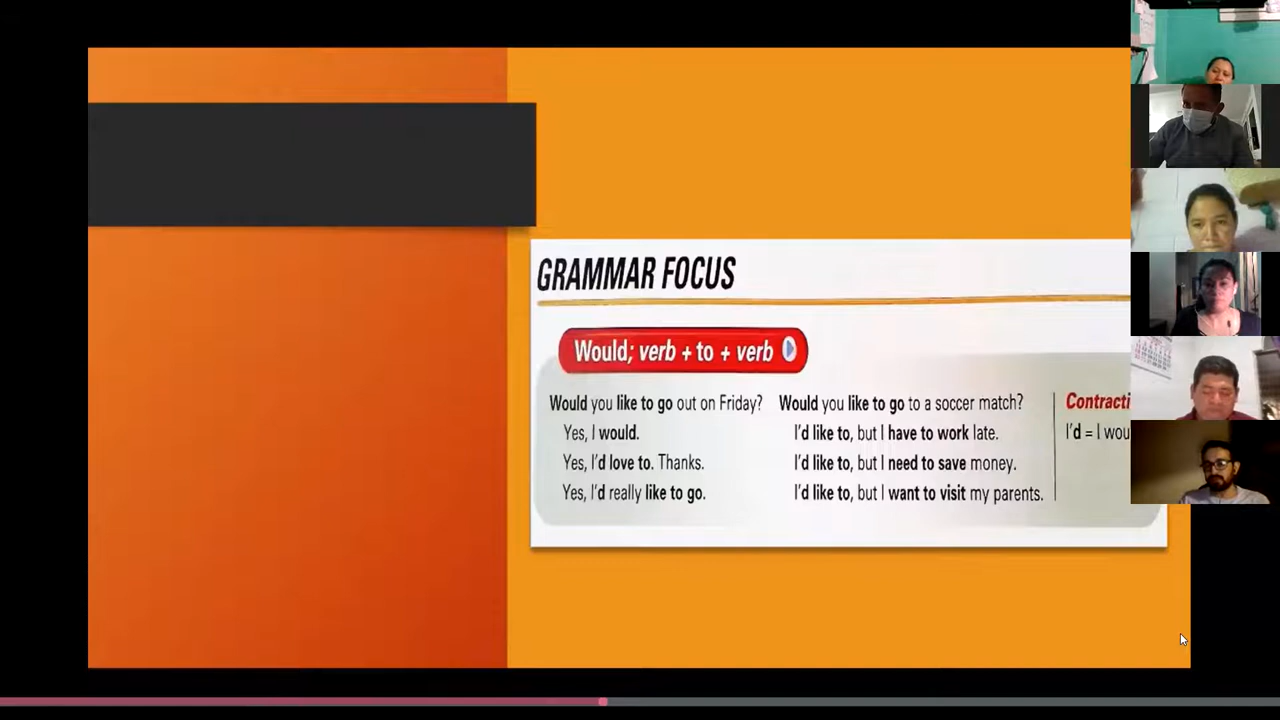 GRAMMAR FOCUS
Would; verb + to + verb
Would you like to go out on Friday?
Yes, I would.
Yes, I'd love to. Thanks.
Yes, I'd really like to go.
Would you like to go to a soccer match?
I'd like to, but I have to work late.
I'd like to, but I need to save money.
I'd like to, but I want to visit my parents.
I'd = I